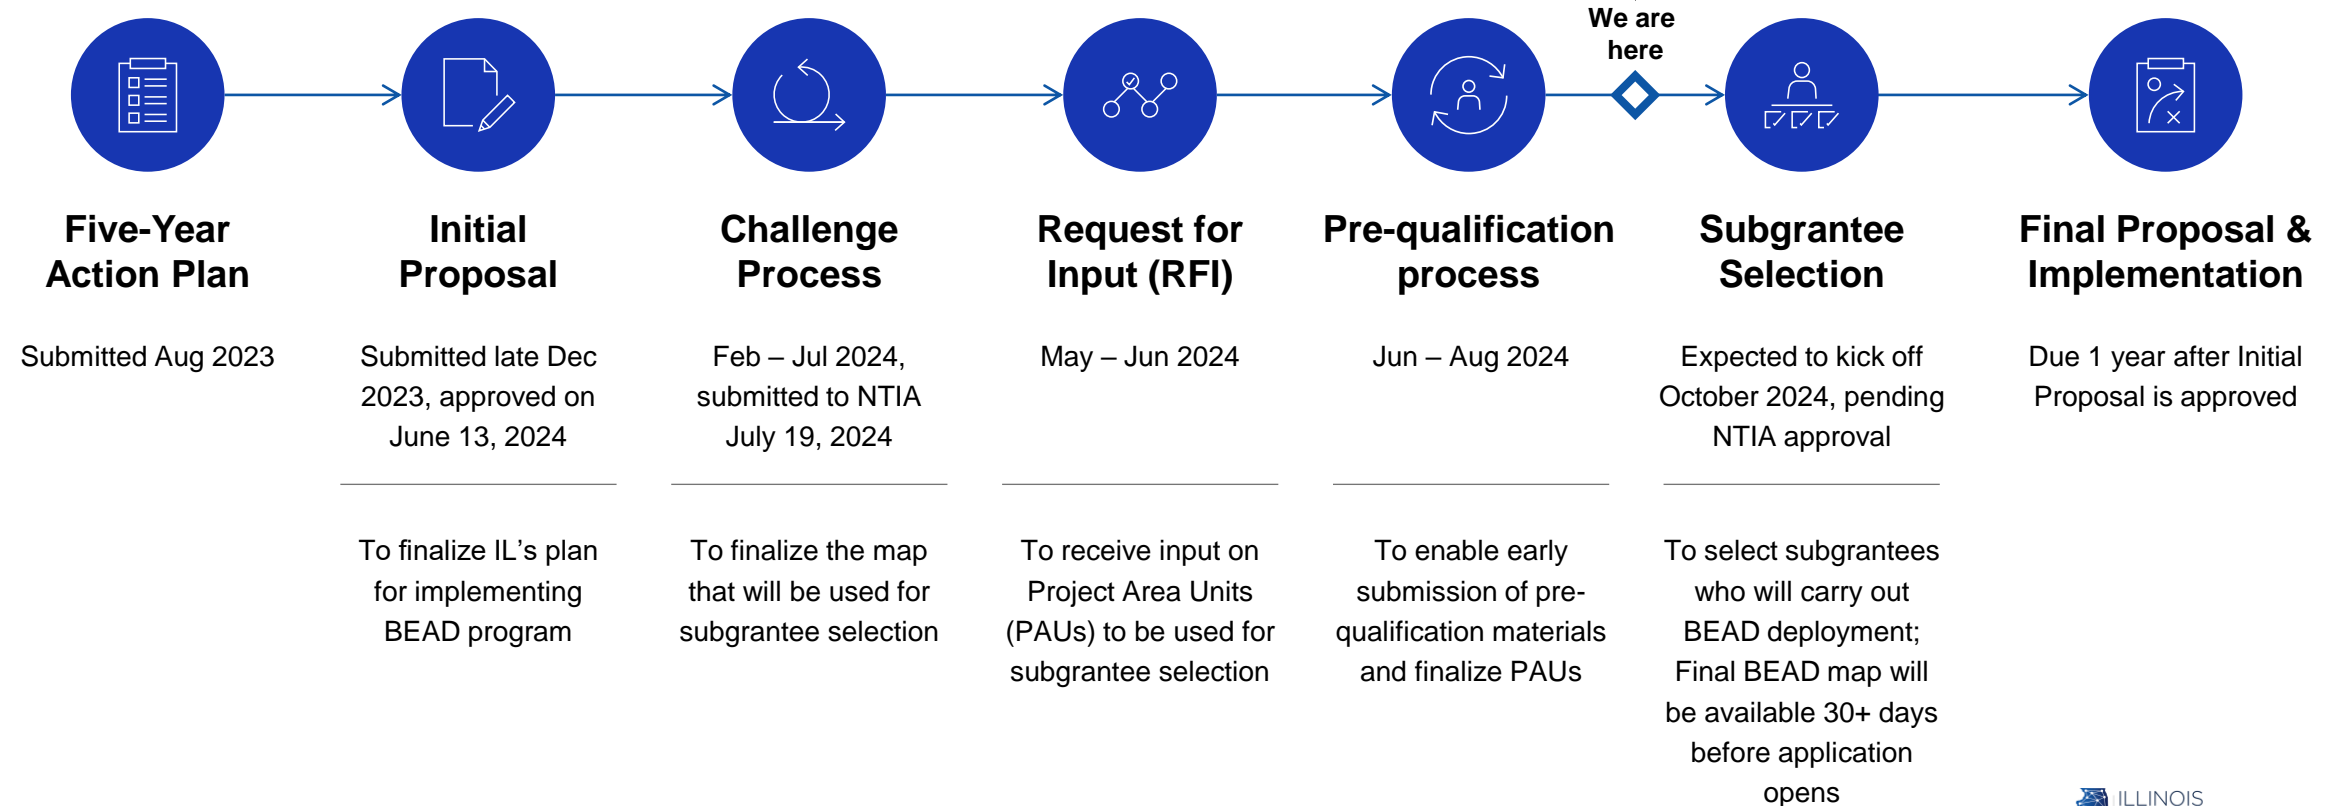 We are
here
Five-Year
Action Plan
Submitted Aug 2023
Initial
Proposal
Submitted late Dec
2023, approved on
June 13, 2024
To finalize IL’s plan
for implementing
BEAD program
Challenge
Process
Feb – Jul 2024,
submitted to NTIA
July 19, 2024
To finalize the map
that will be used for
subgrantee selection
Request for
Input (RFI)
May – Jun 2024
To receive input on
Project Area Units
(PAUs) to be used for
subgrantee selection
Pre-qualification
process
Jun – Aug 2024
To enable early
submission of pre-
qualification materials
and finalize PAUs
Subgrantee
Selection
Expected to kick off
October 2024, pending
NTIA approval
To select subgrantees
who will carry out
BEAD deployment;
Final BEAD map will
be available 30+ days
before application
opens
Final Proposal &
Implementation
Due 1 year after Initial
Proposal is approved
ILLINOIS